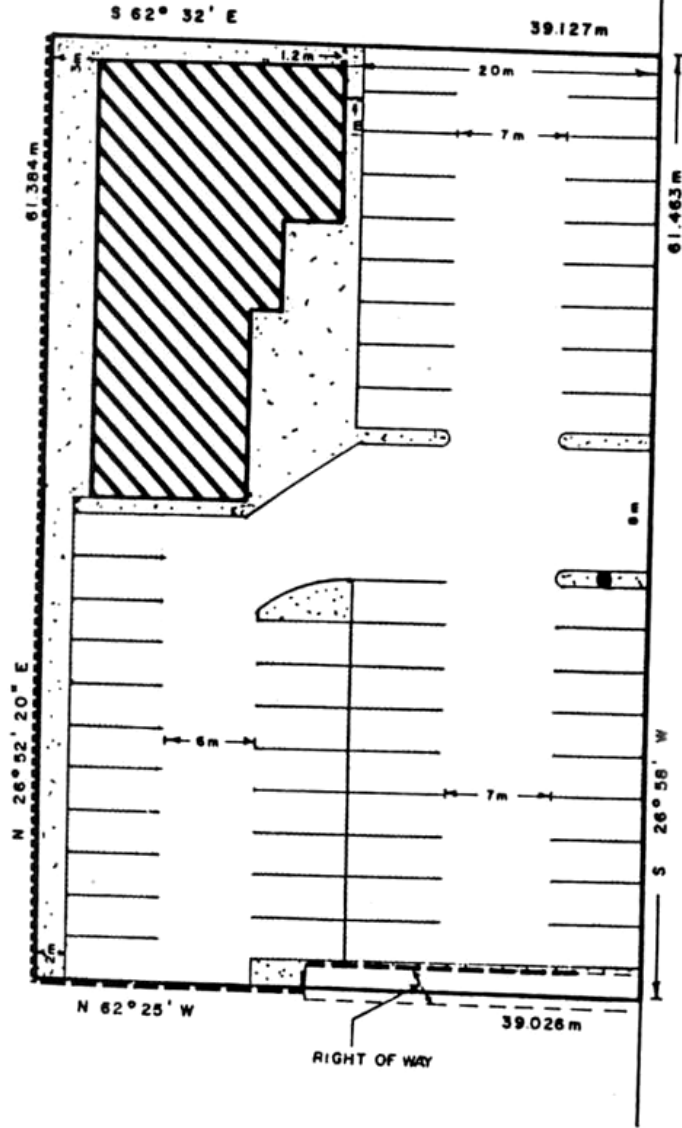 S 62° 32' E
39.127m
3m
1.2m
20m
7m
61.384m
61.463m
8m
N 26° 52' 20" E
6m
7m
S 26° 58' W
2m
N 62° 25' W
39.026m
RIGHT OF WAY